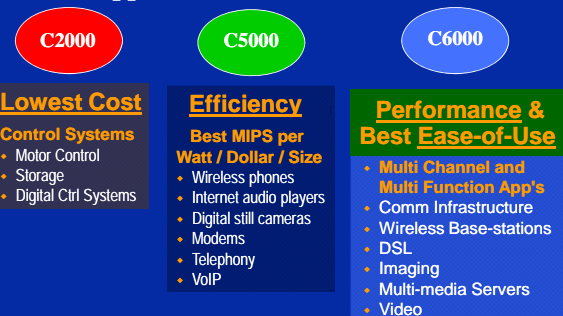 C2000
C5000
C6000
Lowest Cost
Control Systems
Motor Control
Storage
Digital Ctrl Systems
Efficiency
Best MIPS per
Watt / Dollar / Size
Wireless phones
Internet audio players
Digital still cameras
Modems
Telephony
VoIP
Performance &
Best Ease-of-Use
Multi Channel and
Multi Function App's
Comm Infrastructure
Wireless Base-stations
DSL
Imaging
Multi-media Servers
Video